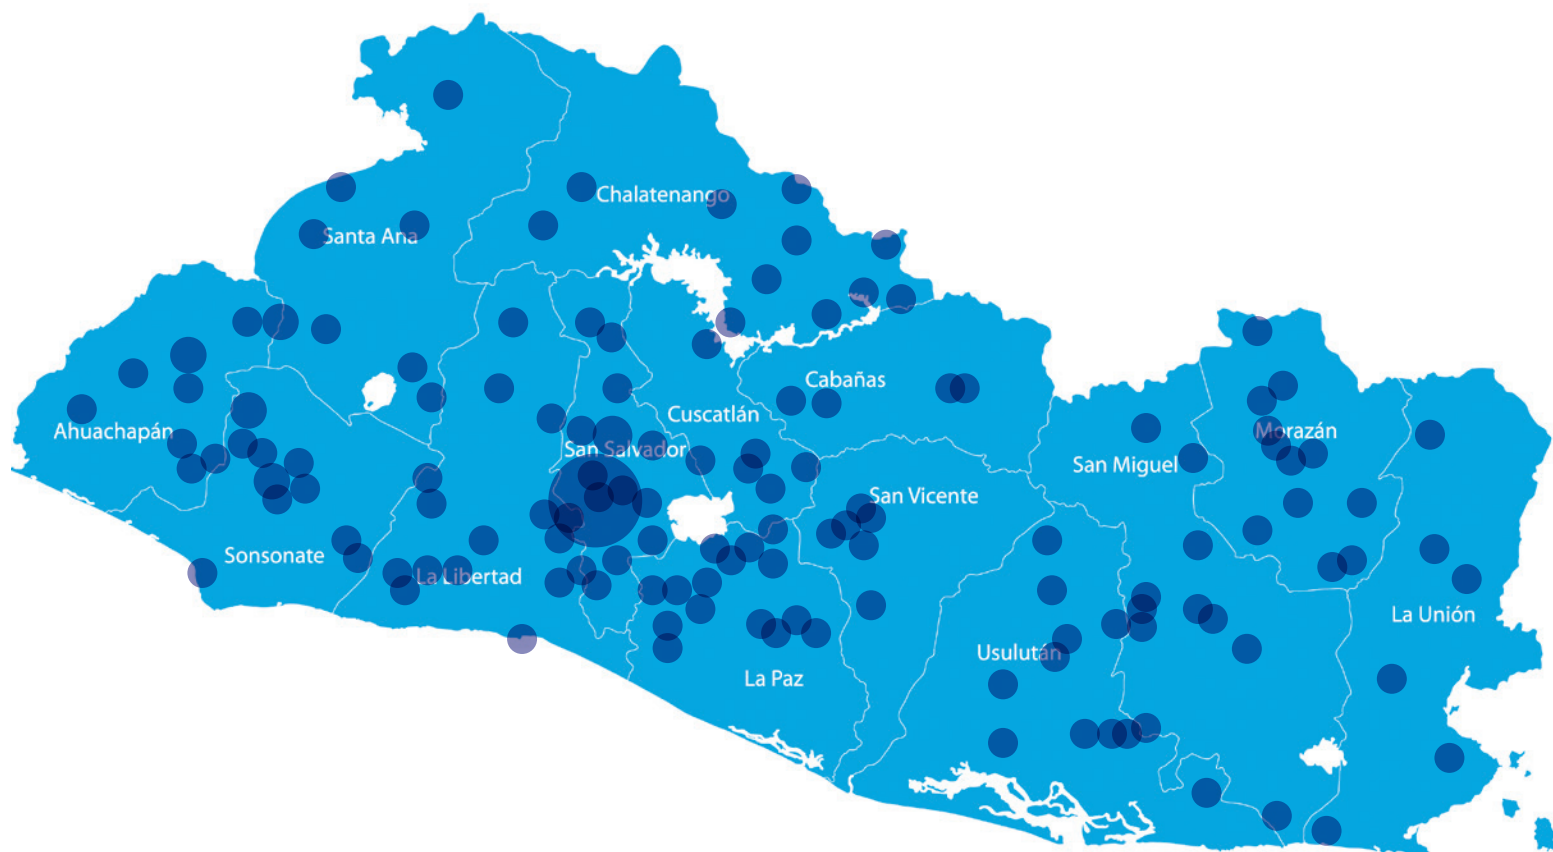 Chalatenango
Santa Ana
Cabañas
Cuscatlán
Ahuachapán
Morazán
San Salvador
San Miguel
San Vicente
Sonsonate
La Libertad
La Unión
Usulután
La Paz